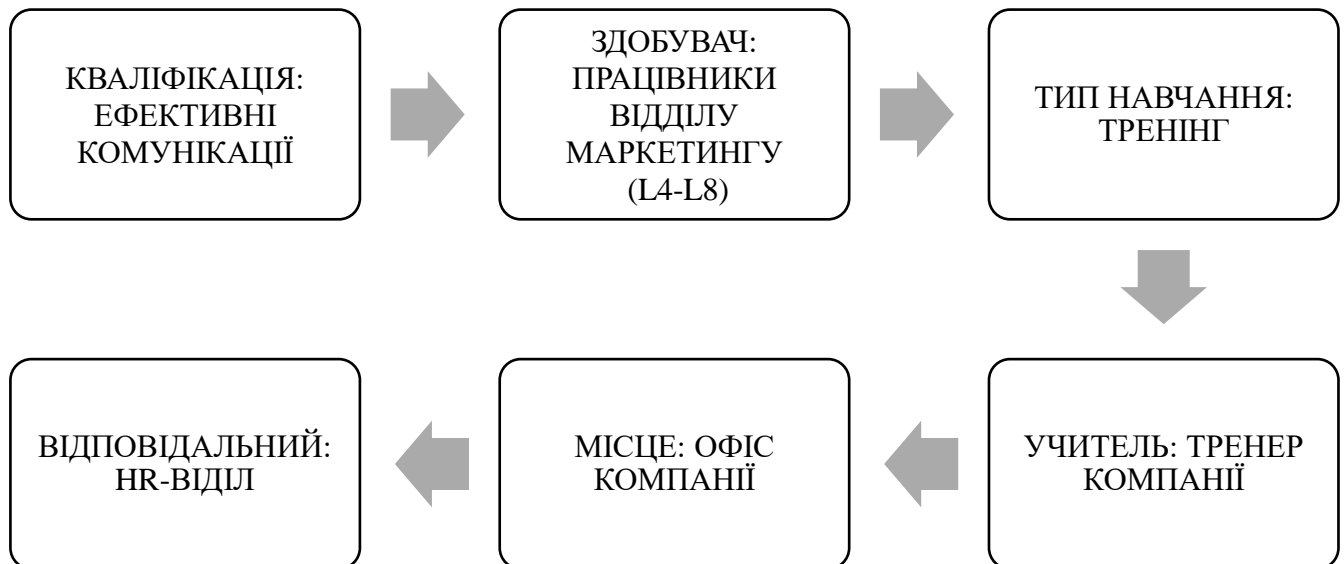 КВАЛІФІКАЦІЯ:
ЕФЕКТИВНІ
КОМУНІКАЦІЇ
ЗДОБУВАЧ:
ПРАЦІВНИКИ
ВІДДІЛУ
МАРКЕТИНГУ
(L4-L8)
ТИП НАВЧАННЯ:
ТРЕНІНГ
УЧИТЕЛЬ: ТРЕНЕР
КОМПАНІЇ
МІСЦЕ: ОФІС
КОМПАНІЇ
ВІДПОВІДАЛЬНИЙ:
HR-ВІДІЛ